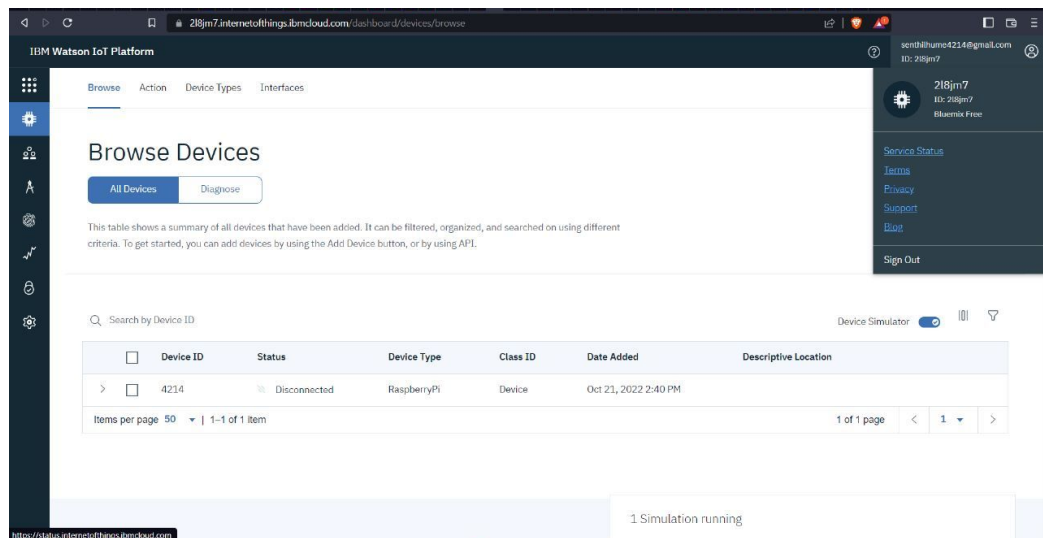 2l8jm7.internetofthings.ibmcloud.com/dashboard/devices/browse
IBM Watson IoT Platform
senthilhume4214@gmail.com
ID: 2l8jm7
Browse Action Device Types Interfaces
2l8jm7
ID: 2l8jm7
Bluemix Free
Browse Devices
Service Status
Terms
Privacy
Support
Blog
Sign Out
All Devices Diagnose
This table shows a summary of all devices that have been added. It can be filtered, organized, and searched on using different
criteria. To get started, you can add devices by using the Add Device button, or by using API.
Search by Device ID
Device Simulator
Device ID Status Device Type Class ID Date Added Descriptive Location
4214 Disconnected RaspberryPi Device Oct 21, 2022 2:40 PM
Items per page 50 | 1–1 of 1 item
1 of 1 page < 1 >
1 Simulation running
https://status.internetofthings.ibmcloud.com